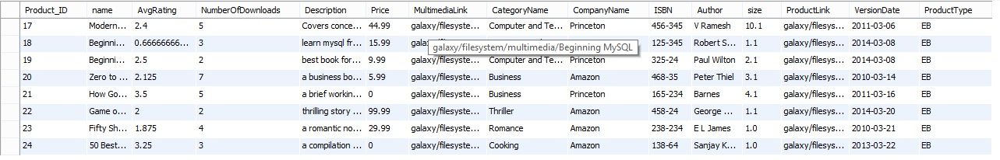 Product_ID name AvgRating NumberOfDownloads Description Price MultimediaLink CategoryName CompanyName ISBN Author size ProductLink VersionDate ProductType
17 Modern... 2.4 5 Covers conce... 44.99 galaxy/filesyste... Computer and Te... Princeton 456-345 V Ramesh 10.1 galaxy/filesys... 2011-03-06 EB
18 Beginni... 0.66666666... 3 learn mysql fr... 15.99 galaxy/filesyste... 125-345 Robert S... 1.1 galaxy/filesys... 2014-03-08 EB
galaxy/filesystem/multimedia/Beginning MySQL
19 Beginni... 2.5 2 best book for... 9.99 galaxy/filesyste... Computer and Te... Princeton 325-24 Paul Wilton 2.1 galaxy/filesys... 2014-03-08 EB
20 Zero to ... 2.125 7 a business bo... 5.99 galaxy/filesyste... Business Amazon 468-35 Peter Thiel 3.1 galaxy/filesys... 2010-03-14 EB
21 How Go... 3.5 5 a brief workin... 0 galaxy/filesyste... Business Princeton 165-234 Barnes 4.1 galaxy/filesys... 2011-03-16 EB
22 Game o... 2 2 thrilling story ... 99.99 galaxy/filesyste... Thriller Amazon 458-24 George ... 1.1 galaxy/filesys... 2014-03-20 EB
23 Fifty Sh... 1.875 4 a romantic no... 29.99 galaxy/filesyste... Romance Amazon 238-234 E L James 1.0 galaxy/filesys... 2010-03-21 EB
24 50 Best... 3.25 3 a compilation ... 0 galaxy/filesyste... Cooking Amazon 138-64 Sanjay K... 1.0 galaxy/filesys... 2013-03-22 EB